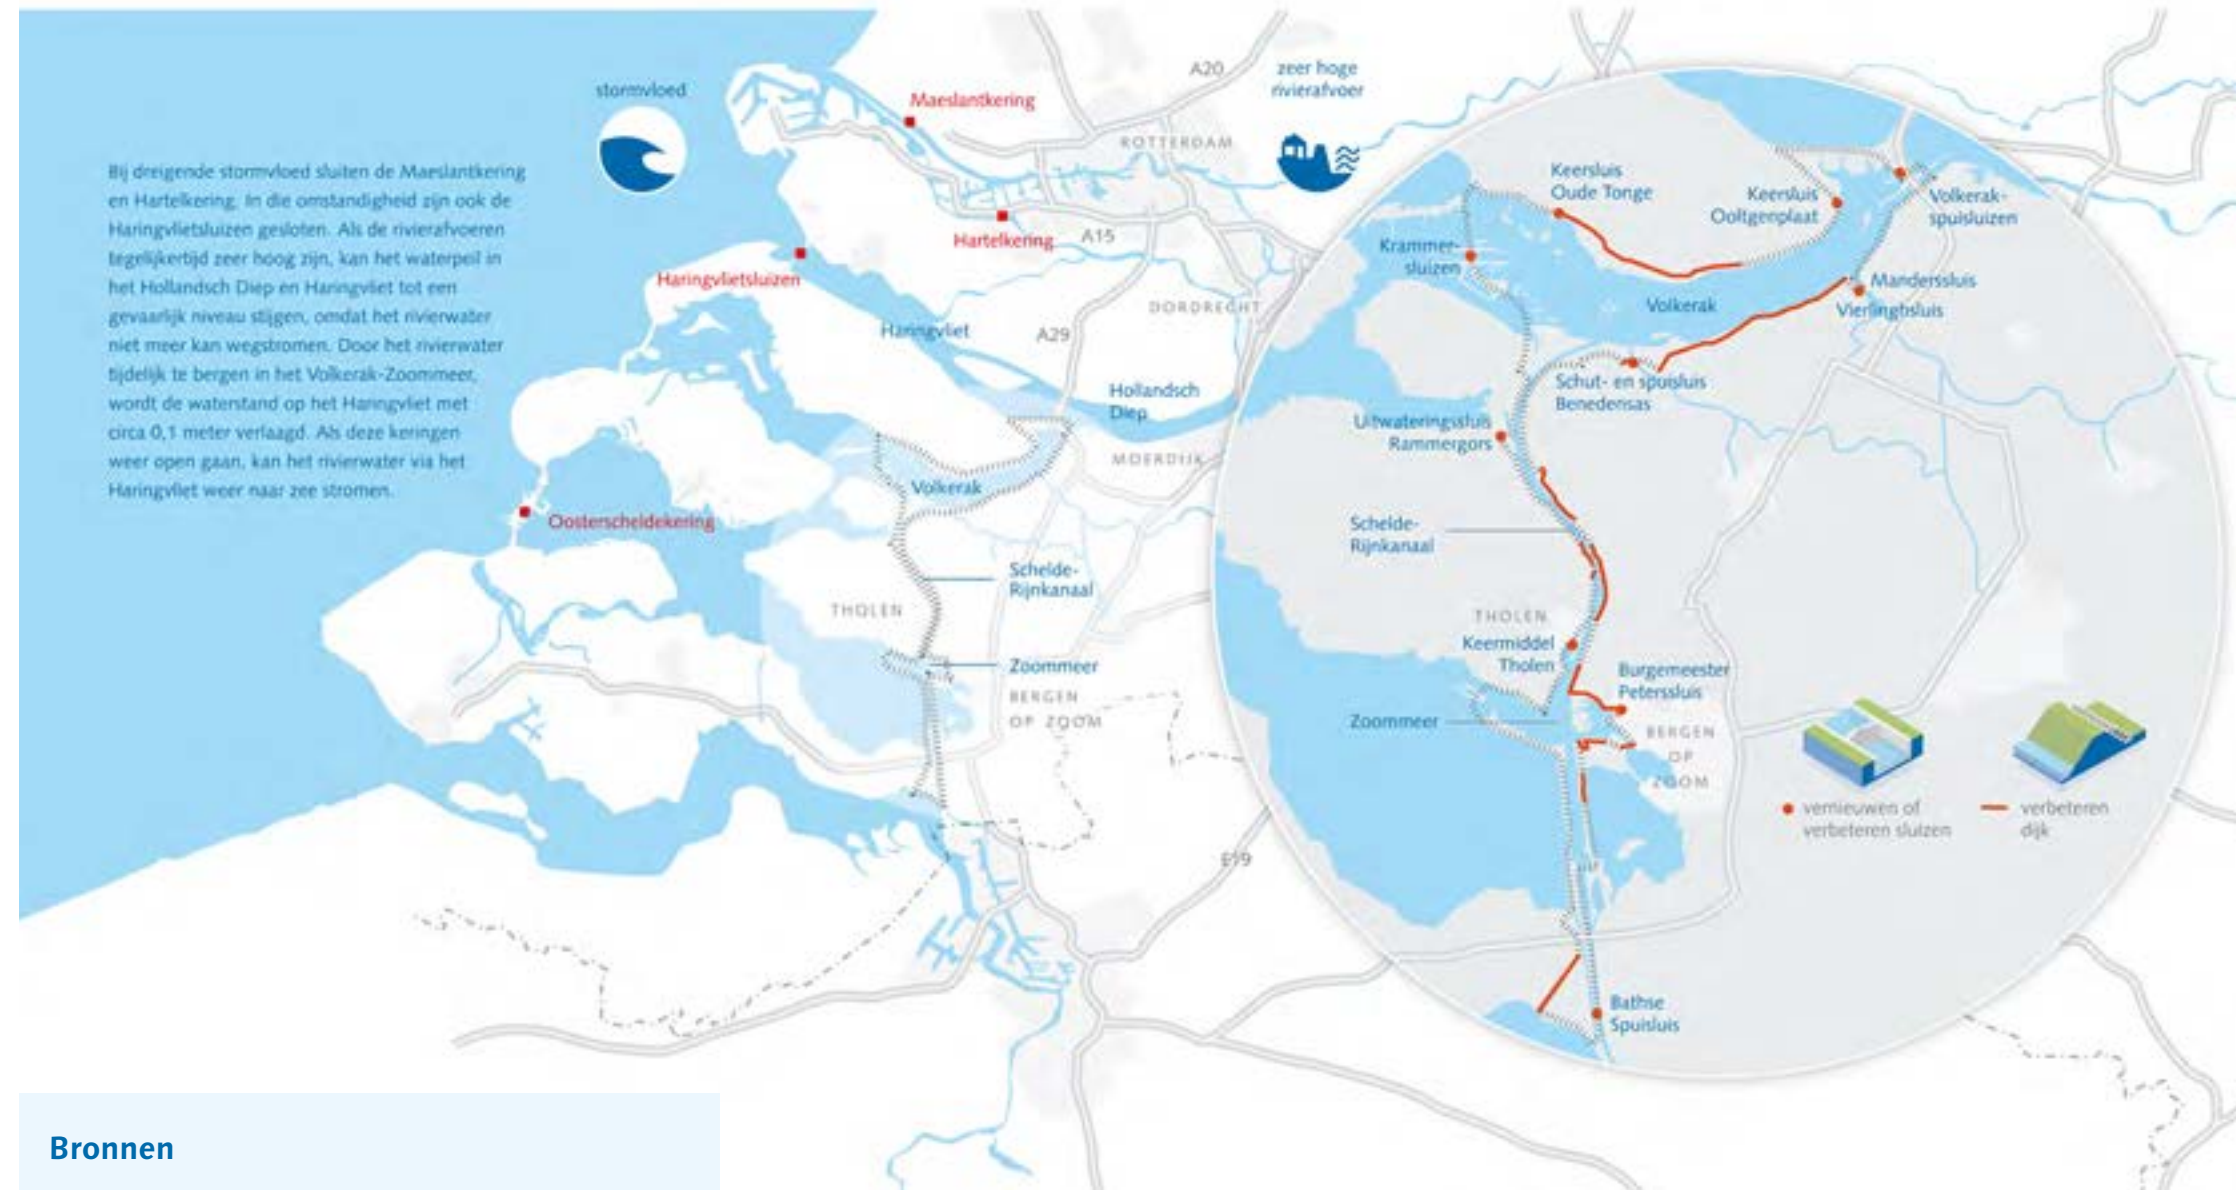 stormvloed
Bij dreigende stormvloed sluiten de Maeslantkering
en Hartelkering. In die omstandigheid zijn ook de
Haringvlietsluizen gesloten. Als de rivierafvoeren
tegelijkertijd zeer hoog zijn, kan het waterpeil in
het Hollandsch Diep en Haringvliet tot een
gevaarlijk niveau stijgen, omdat het rivierwater
niet meer kan wegstromen. Door het rivierwater
tijdelijk te bergen in het Volkerak-Zoommeer,
wordt de waterstand op het Haringvliet met
circa 0,1 meter verlaagd. Als deze keringen
weer open gaan, kan het rivierwater via het
Haringvliet weer naar zee stromen.
Maeslantkering
A20
zeer hoge
rivierafvoer
ROTTERDAM
Hartelkering
A15
Haringvlietsluizen
DORDRECHT
Haringvliet
A29
Hollandsch
Diep
MOERDIJK
Volkerak
Oosterscheldekering
Schelde-
Rijnkanaal
THOLEN
Zoommeer
BERGEN
OP ZOOM
E19
Keersluis
Oude Tonge
Keersluis
Ooltgenplaat
Volkerak-
spuisluizen
Krammer-
sluizen
Manderssluis
Vierlinghsluis
Volkerak
Schut- en spuisluis
Benedensas
Uitwateringssluis
Rammergors
Schelde-
Rijnkanaal
THOLEN
Keermiddel
Tholen
Burgemeester
Peterssluis
Zoommeer
BERGEN
OP
ZOOM
vernieuwen of
verbeteren sluizen
verbeteren
dijk
Bathse
Spuisluis
Bronnen